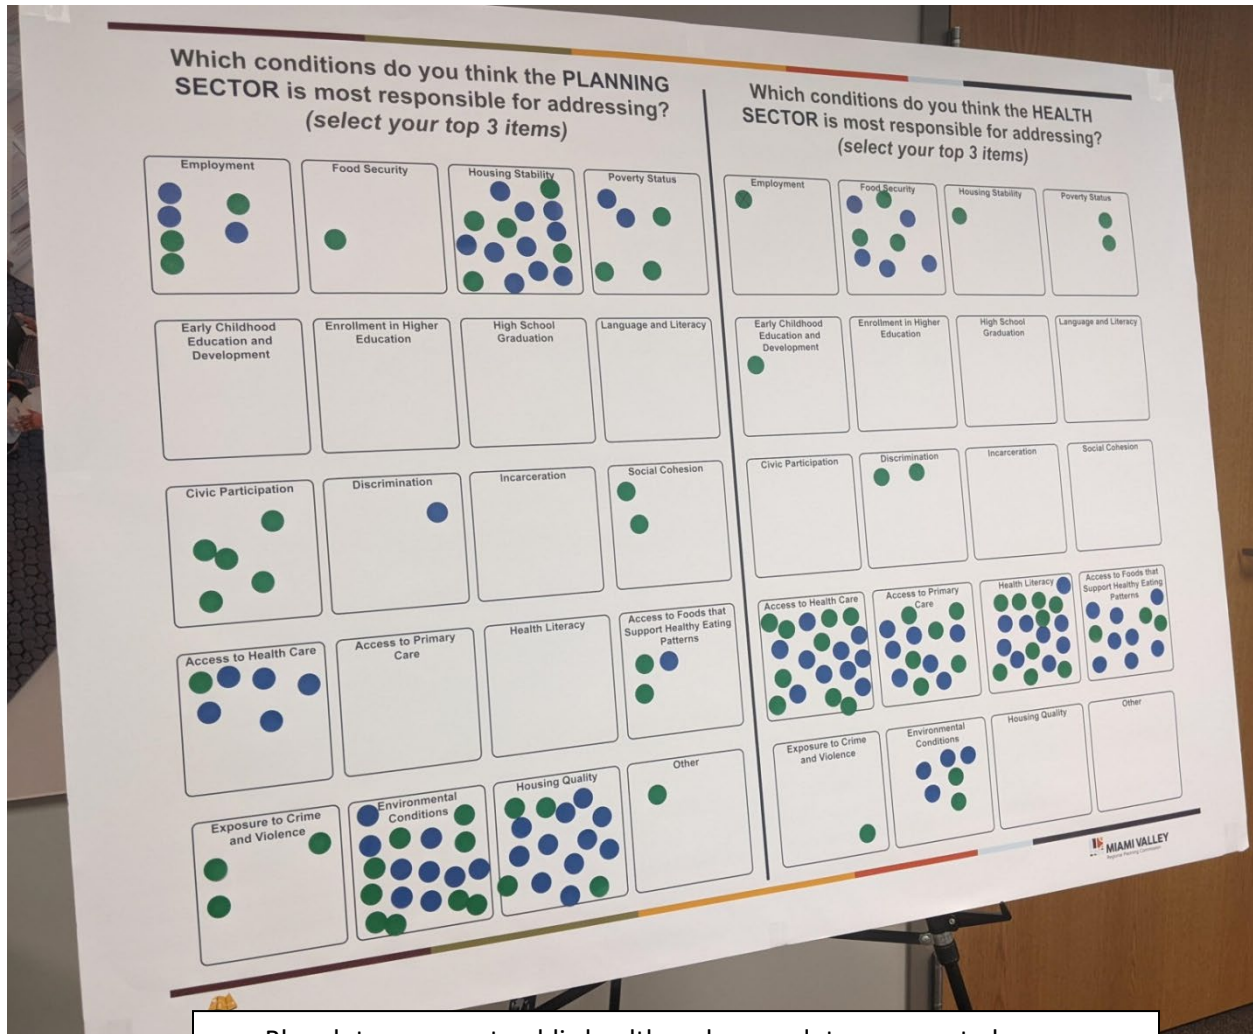 Which conditions do you think the PLANNING
SECTOR is most responsible for addressing?
(select your top 3 items)
Employment
Food Security
Housing Stability
Poverty Status
Early Childhood
Education and
Development
Enrollment in Higher
Education
High School
Graduation
Language and Literacy
Civic Participation
Discrimination
Incarceration
Social Cohesion
Access to Health Care
Access to Primary
Care
Health Literacy
Access to Foods that
Support Healthy Eating
Patterns
Exposure to Crime
and Violence
Environmental
Conditions
Housing Quality
Other
Which conditions do you think the HEALTH
SECTOR is most responsible for addressing?
(select your top 3 items)
Employment
Food Security
Housing Stability
Poverty Status
Early Childhood
Education and
Development
Enrollment in Higher
Education
High School
Graduation
Language and Literacy
Civic Participation
Discrimination
Incarceration
Social Cohesion
Access to Health Care
Access to Primary
Care
Health Literacy
Access to Foods that
Support Healthy Eating
Patterns
Exposure to Crime
and Violence
Environmental
Conditions
Housing Quality
Other
MIAMI VALLEY
Regional Planning Commission